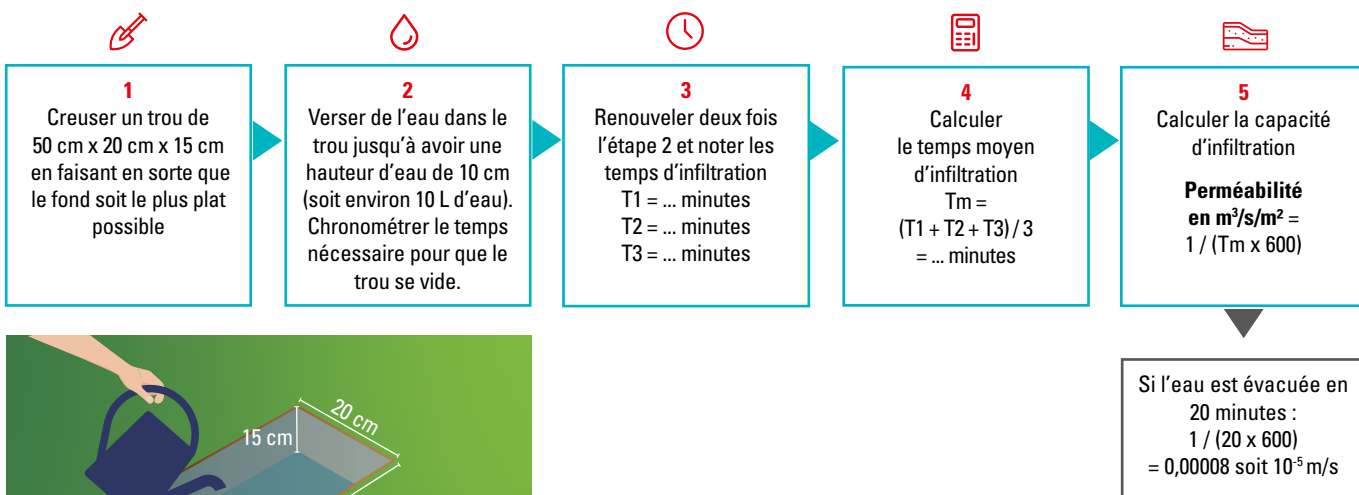 1
Creuser un trou de
50 cm x 20 cm x 15 cm
en faisant en sorte que
le fond soit le plus plat
possible
2
Verser de l’eau dans le
trou jusqu’à avoir une
hauteur d’eau de 10 cm
(soit environ 10 L d’eau).
Chronométrer le temps
nécessaire pour que le
trou se vide.
3
Renouveler deux fois
l’étape 2 et noter les
temps d’infiltration
T1 = ... minutes
T2 = ... minutes
T3 = ... minutes
4
Calculer
le temps moyen
d’infiltration
Tm =
(T1 + T2 + T3) / 3
= ... minutes
5
Calculer la capacité
d’infiltration
Perméabilité
en m³/s/m² =
1 / (Tm x 600)
Si l’eau est évacuée en
20 minutes :
1 / (20 x 600)
= 0,00008 soit 10⁻⁵ m/s
20 cm
15 cm